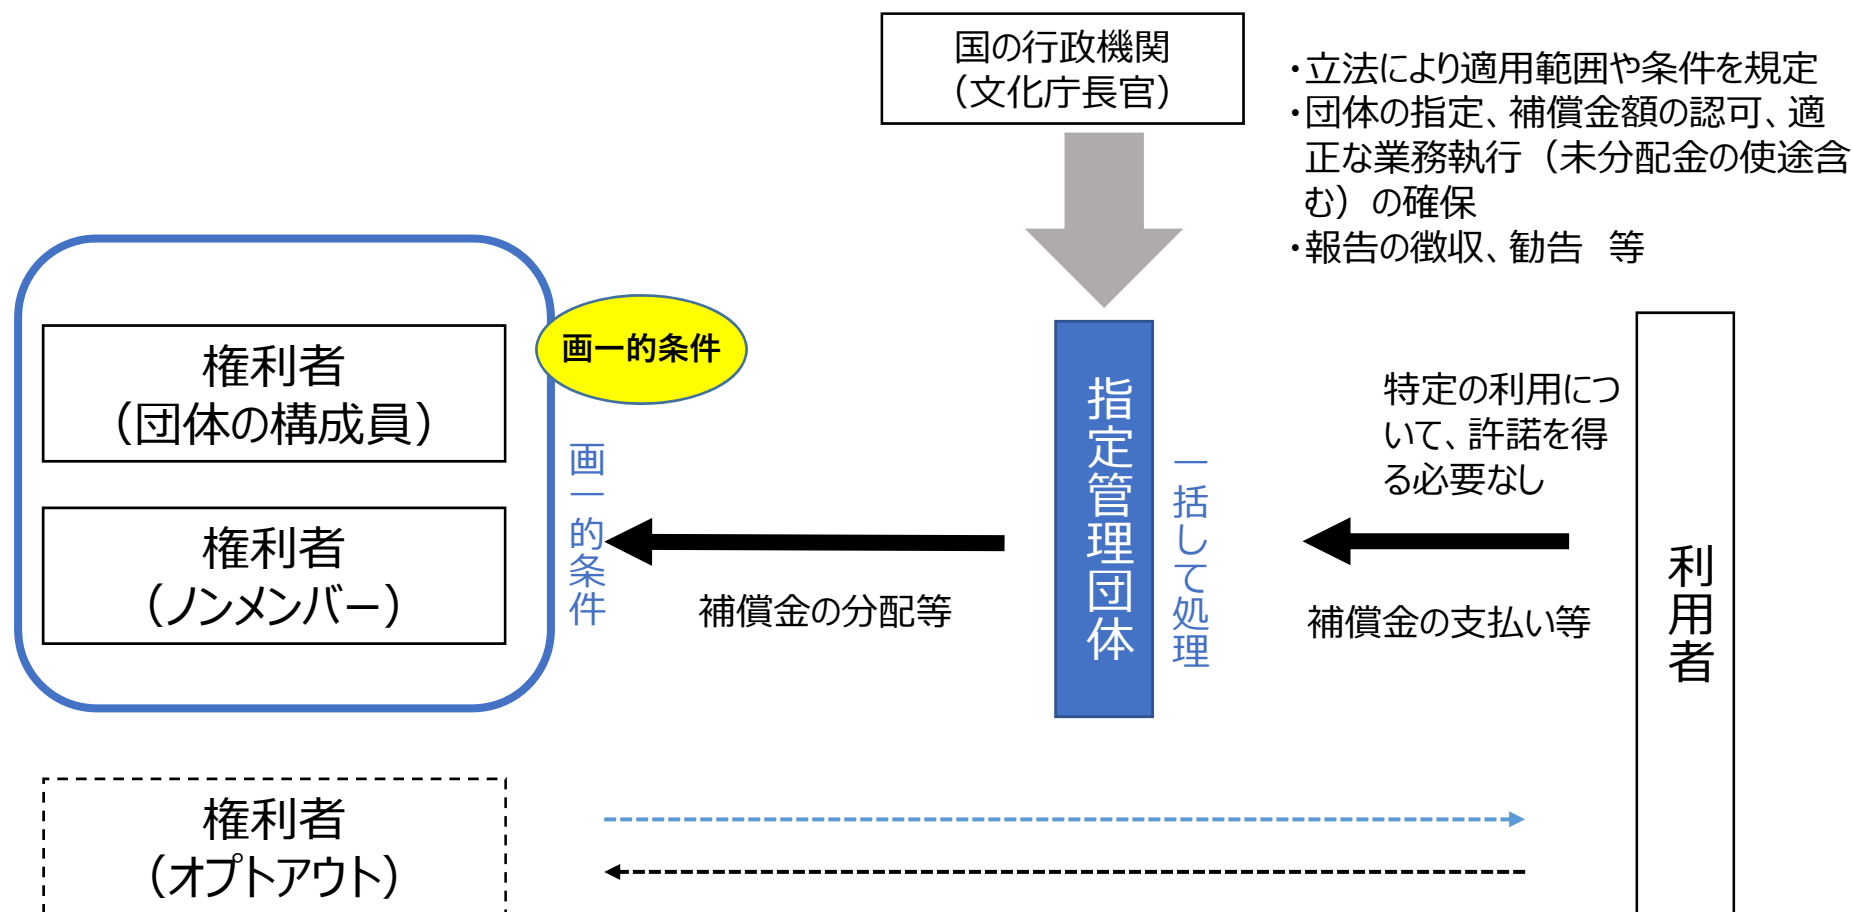 国の行政機関
（文化庁長官）
・立法により適用範囲や条件を規定
・団体の指定、補償金額の認可、適
正な業務執行（未分配金の使途含
む）の確保
・報告の徴収、勧告　等
権利者
（団体の構成員）
権利者
（ノンメンバー）
画一的条件
画一的条件
補償金の分配等
指定管理団体
一括して処理
特定の利用につ
いて、許諾を得
る必要なし
補償金の支払い等
利用者
権利者
（オプトアウト）